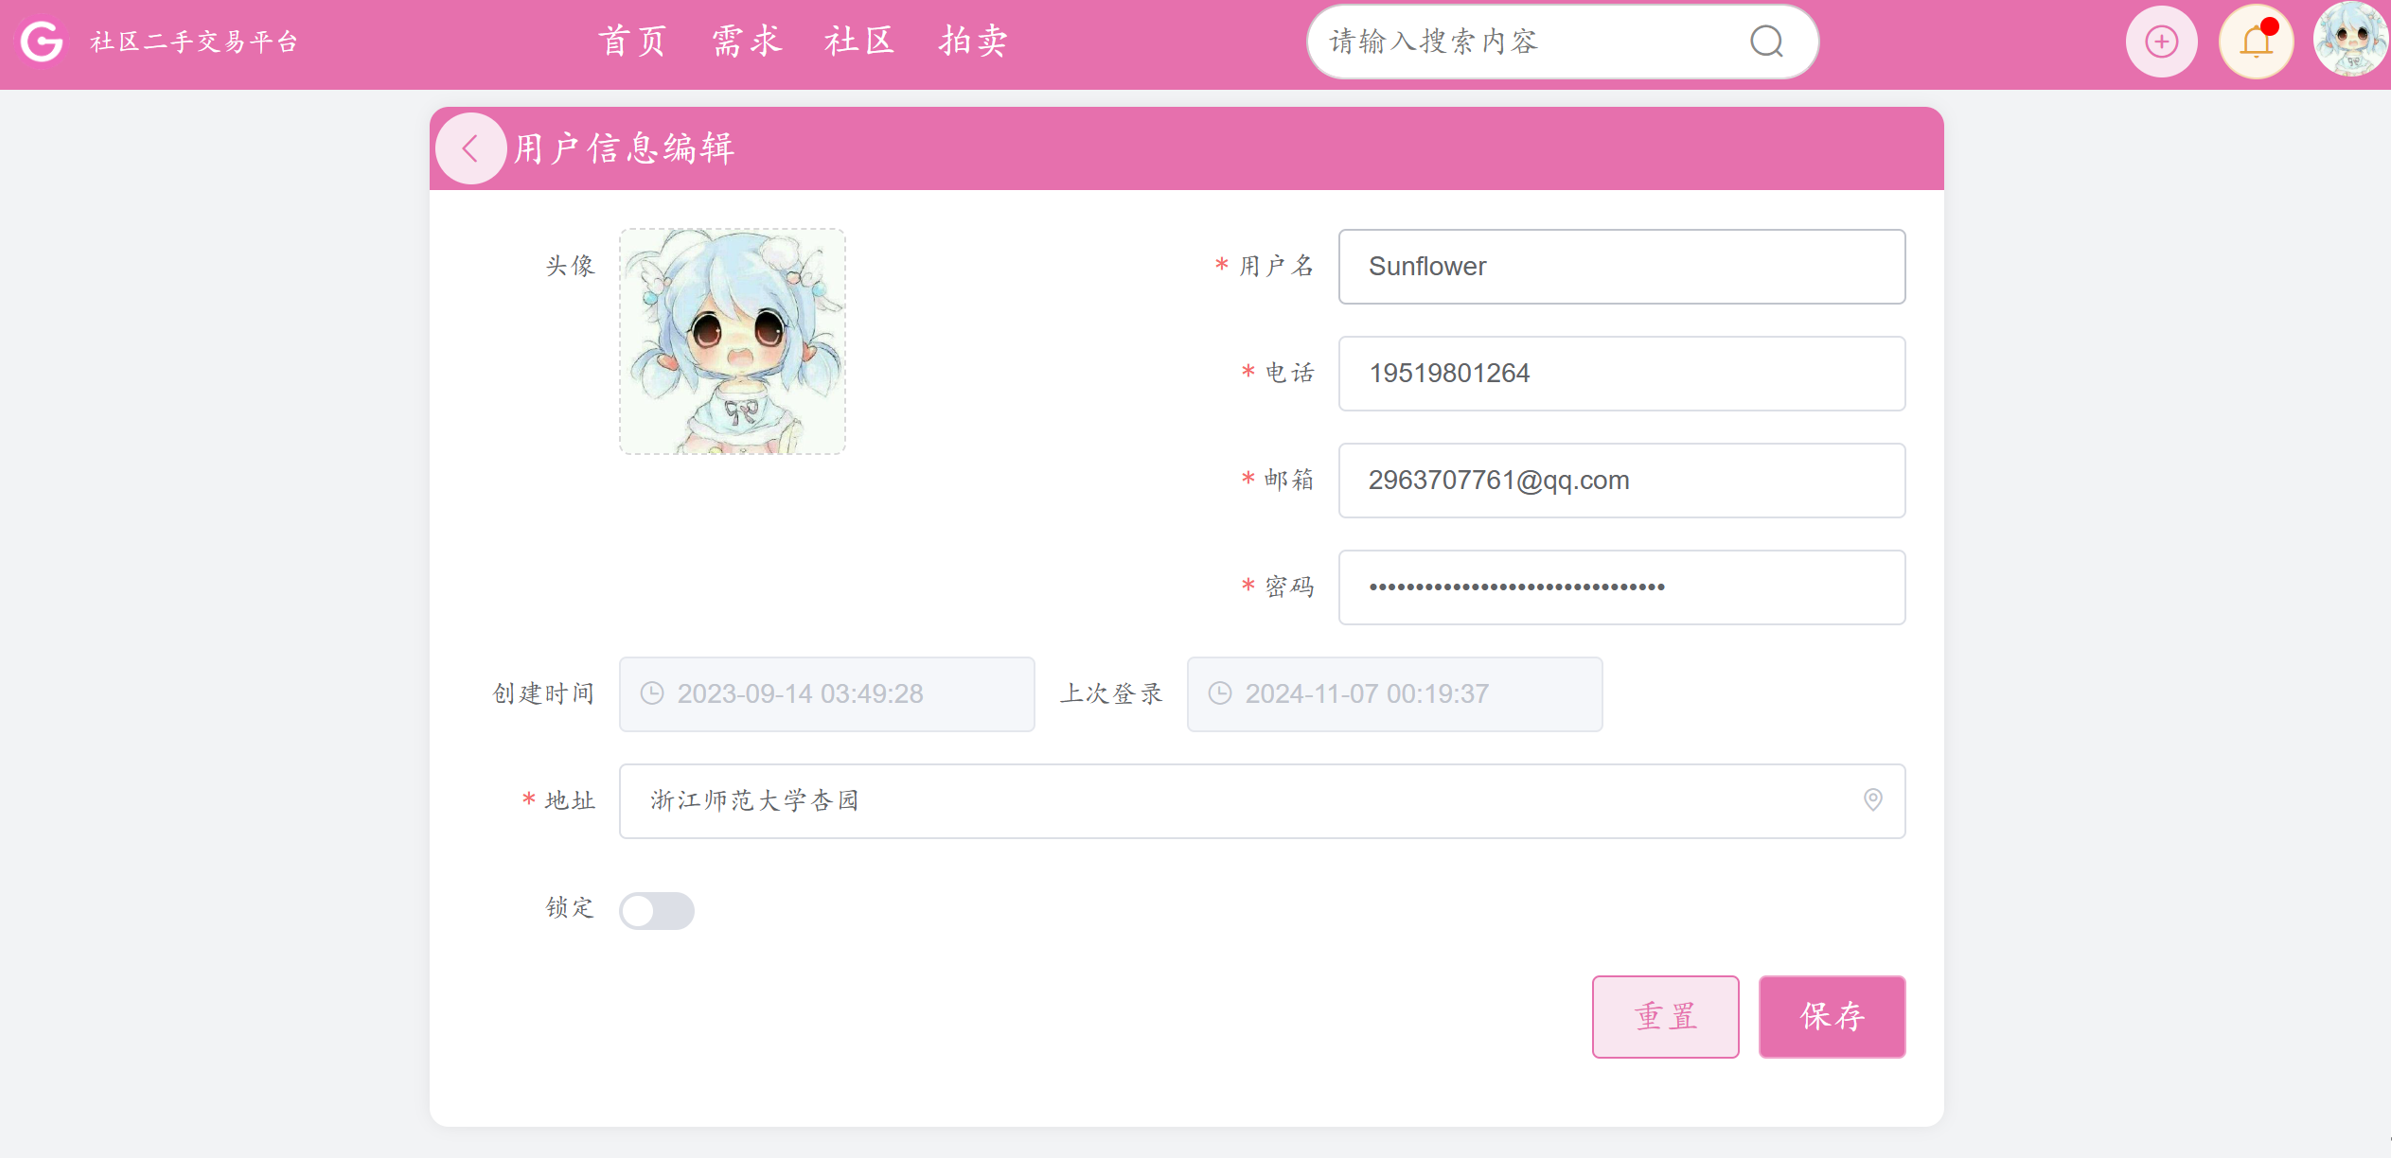 社区二手交易平台
首页 需求 社区 拍卖
请输入搜索内容
用户信息编辑
头像
* 用户名 Sunflower
* 电话 19519801264
* 邮箱 2963707761@qq.com
* 密码 ••••••••••••••••••••••••••••••••
创建时间 2023-09-14 03:49:28 上次登录 2024-11-07 00:19:37
* 地址 浙江师范大学杏园
锁定
重置 保存